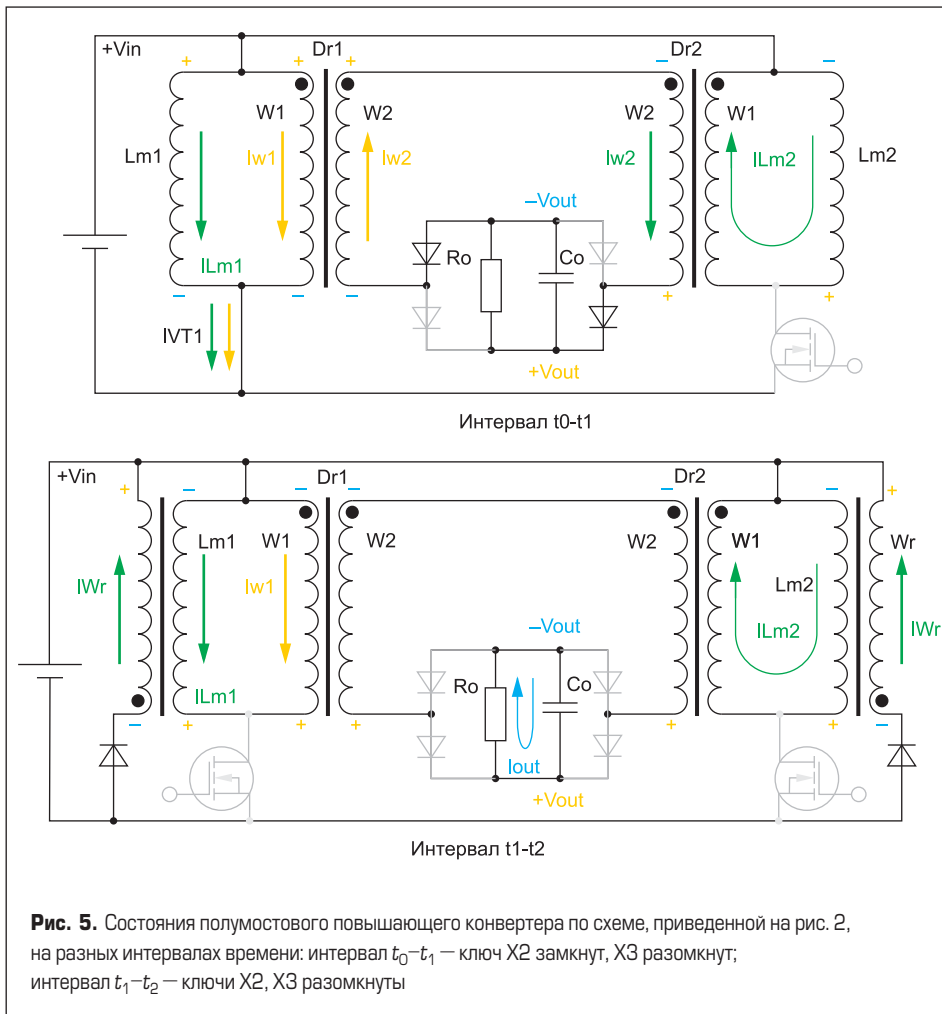 +Vin
Dr1
Dr2
+
+
+
−
−
Lm1
W1
W2
W2
W1
Lm2
Iw1
Iw2
Iw2
ILm2
ILm1
−Vout
Ro
Co
−
−
−
+
+
IVT1
+Vout
Интервал t0-t1
+Vin
Dr1
Dr2
+
−
−
−
−
−
+
Lm1
W1
W2
W2
W1
Wr
IWr
Iw1
Lm2
ILm2
IWr
−Vout
Ro
Co
ILm1
Iout
−
+
+
+
+
+
−
+Vout
Интервал t1-t2
Рис. 5. Состояния полумостового повышающего конвертера по схеме, приведенной на рис. 2,
на разных интервалах времени: интервал t0–t1 — ключ X2 замкнут, X3 разомкнут;
интервал t1–t2 — ключи X2, X3 разомкнуты